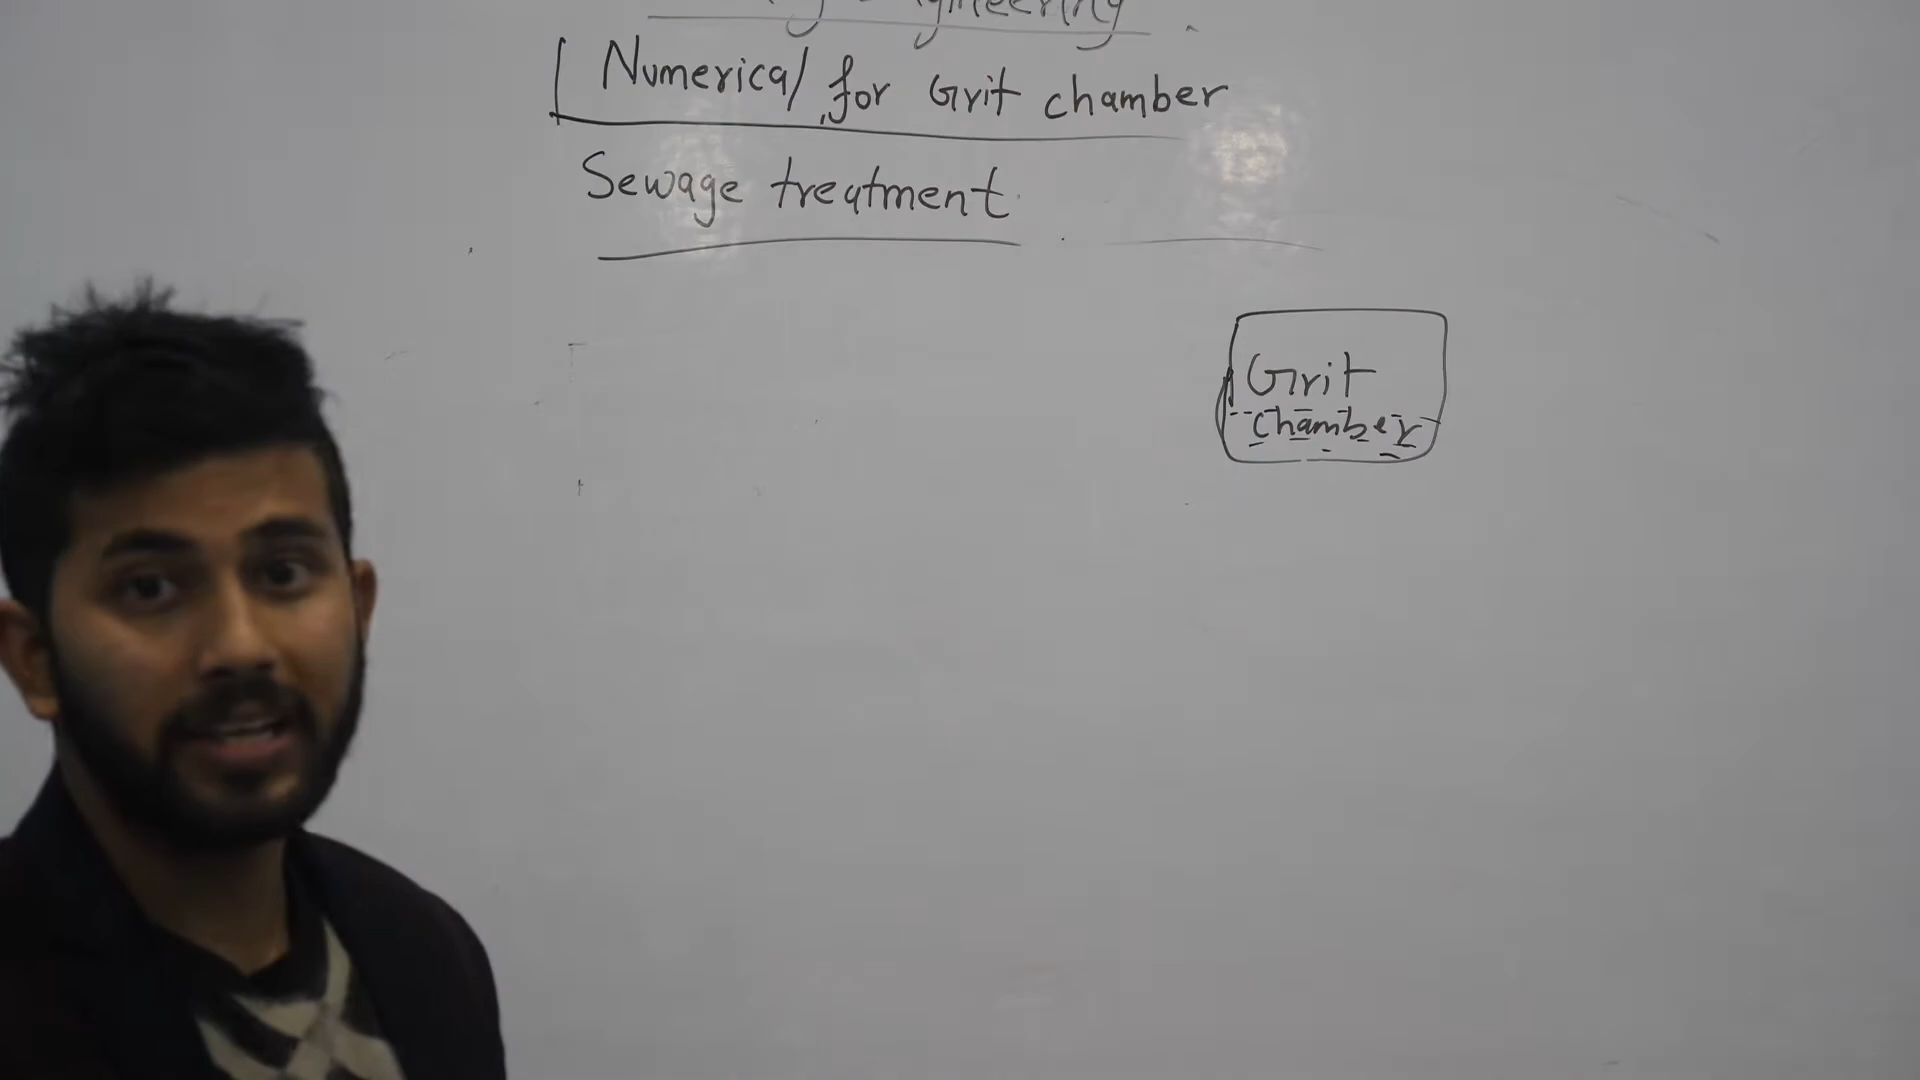 Numerical for Grit chamber
Sewage treatment
Grit
chamber